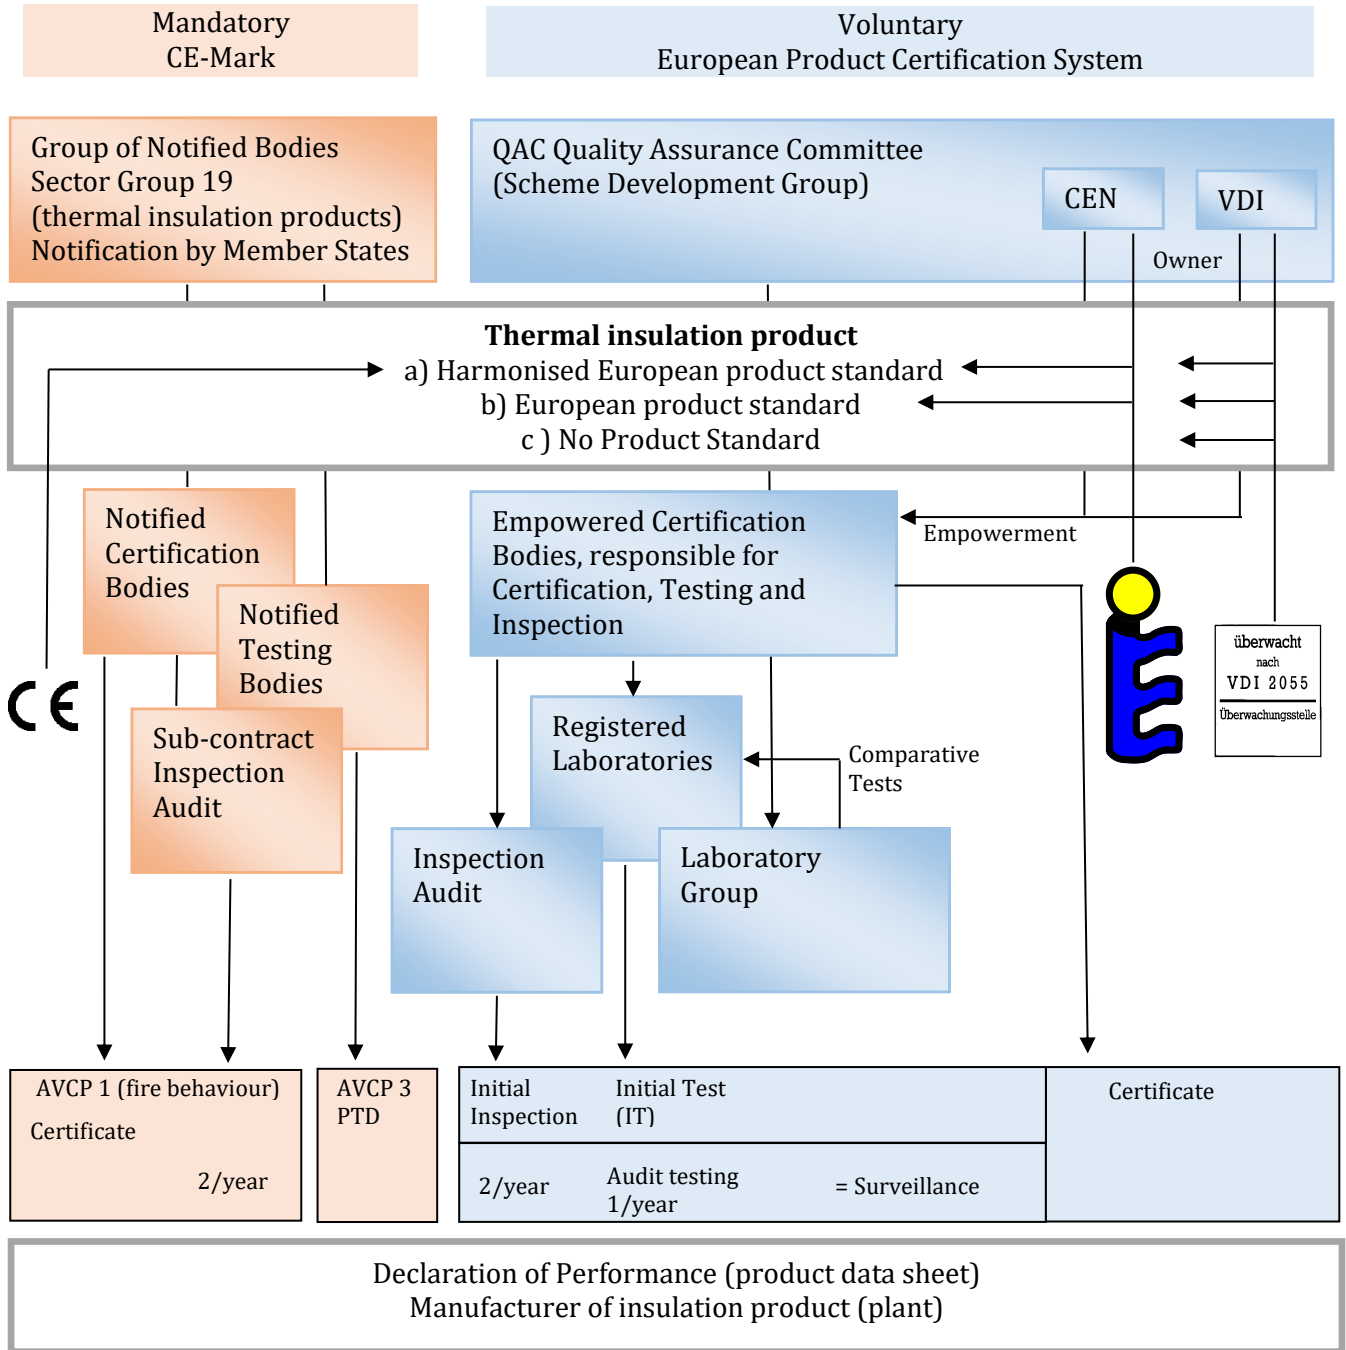 Mandatory
CE-Mark
Voluntary
European Product Certification System
Group of Notified Bodies
Sector Group 19
(thermal insulation products)
Notification by Member States
QAC Quality Assurance Committee
(Scheme Development Group)
CEN
VDI
Owner
Thermal insulation product
a) Harmonised European product standard
b) European product standard
c ) No Product Standard
Notified
Certification
Bodies
Notified
Testing
Bodies
Sub-contract
Inspection
Audit
CE
Empowered Certification
Bodies, responsible for
Certification, Testing and
Inspection
Empowerment
Registered
Laboratories
Comparative
Tests
Inspection
Audit
Laboratory
Group
überwacht
nach
VDI 2055
Überwachungsstelle
AVCP 1 (fire behaviour)
Certificate
2/year
AVCP 3
PTD
Initial
Inspection
Initial Test
(IT)
2/year
Audit testing
1/year
= Surveillance
Certificate
Declaration of Performance (product data sheet)
Manufacturer of insulation product (plant)